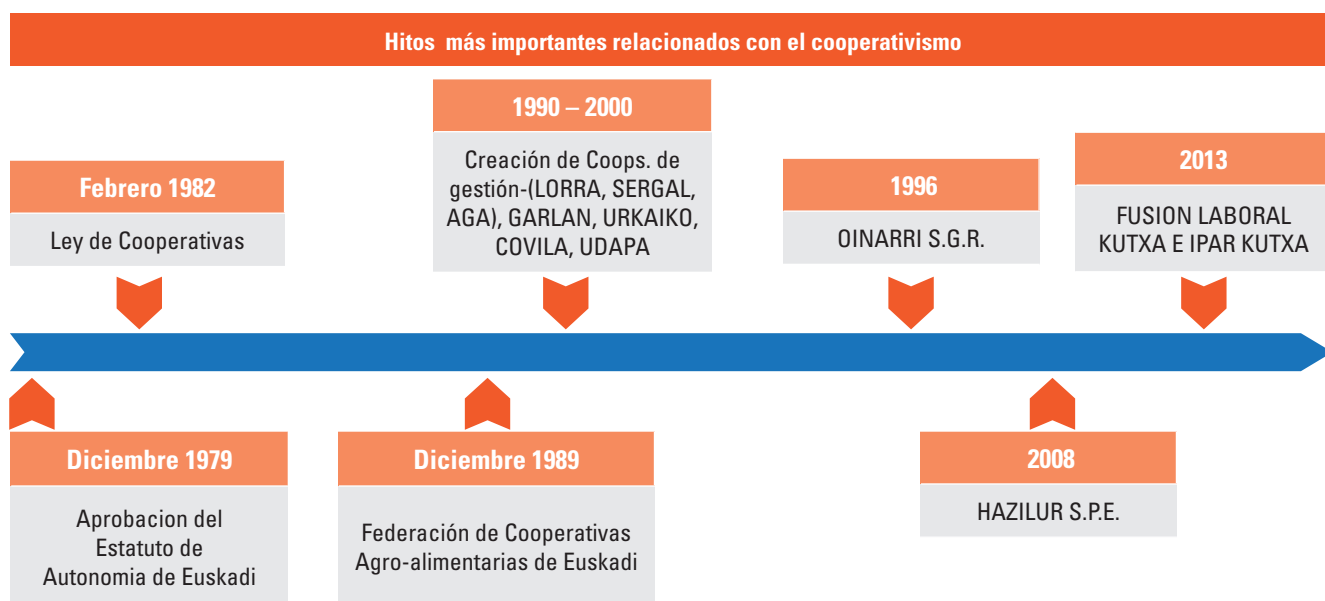 Hitos más importantes relacionados con el cooperativismo
1990 – 2000
Creación de Coops. de
gestión-(LORRA, SERGAL,
AGA), GARLAN, URKAIKO,
COVILA, UDAPA
2013
FUSION LABORAL
KUTXA E IPAR KUTXA
Febrero 1982
Ley de Cooperativas
1996
OINARRI S.G.R.
Diciembre 1979
Aprobacion del
Estatuto de
Autonomia de Euskadi
Diciembre 1989
Federación de Cooperativas
Agro-alimentarias de Euskadi
2008
HAZILUR S.P.E.